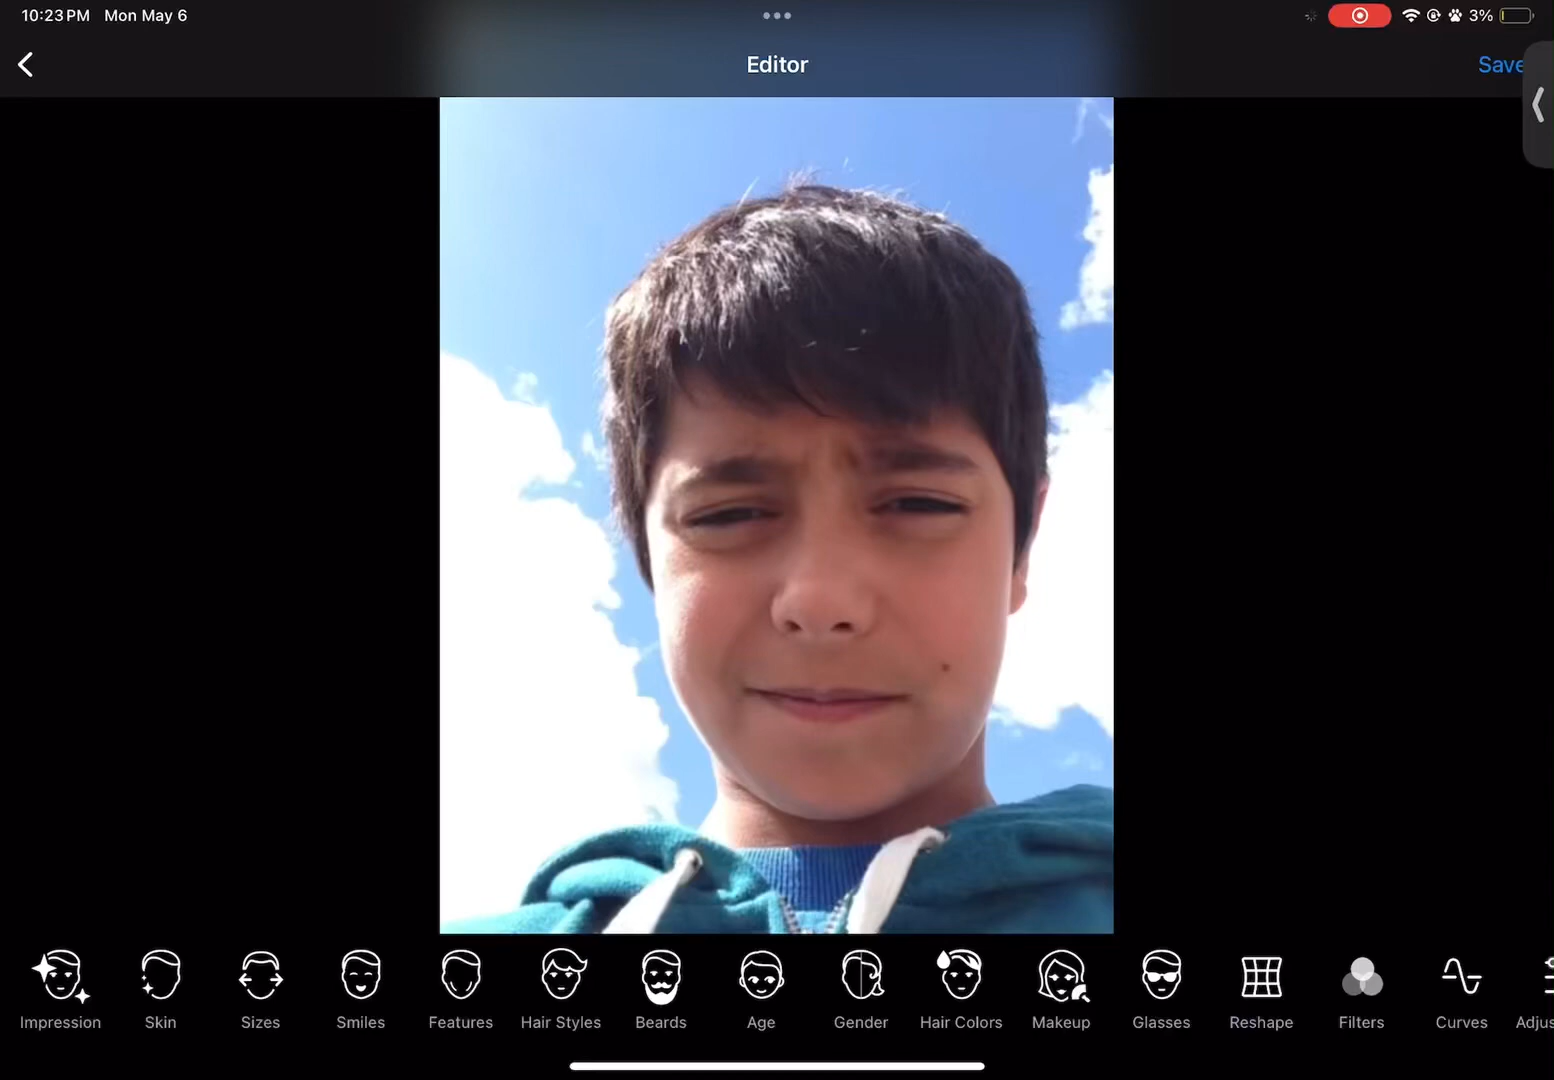 10:23 PM Mon May 6
3%
Editor
Save
Impression
Skin
Sizes
Smiles
Features
Hair Styles
Beards
Age
Gender
Hair Colors
Makeup
Glasses
Reshape
Filters
Curves
Adjus